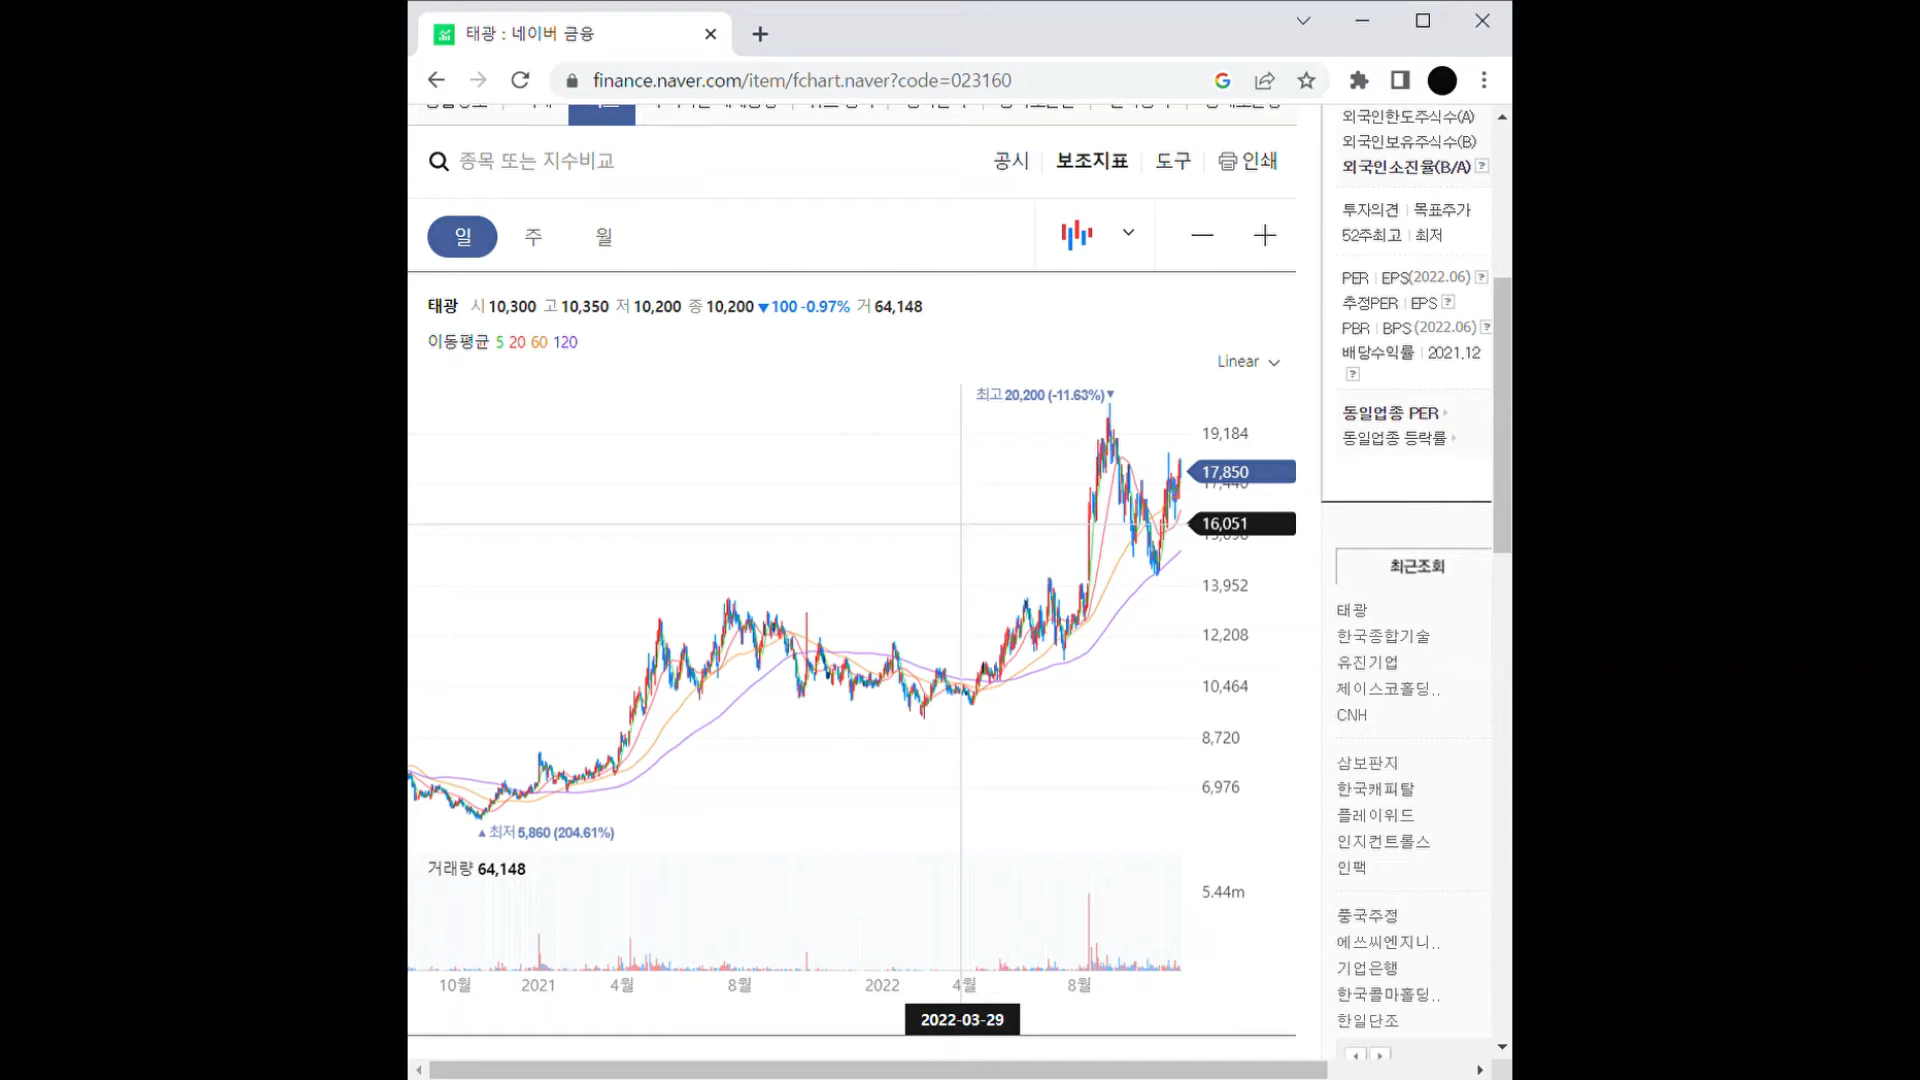 태광 : 네이버 금융
finance.naver.com/item/fchart.naver?code=023160
종목 또는 지수비교
공시
보조지표
도구
인쇄
일
주
월
태광 시 10,300 고 10,350 저 10,200 종 10,200 ▼100 -0.97% 거 64,148
이동평균 5 20 60 120
Linear
최고 20,200 (-11.63%)▼
19,184
17,850
16,051
13,952
12,208
10,464
8,720
6,976
▲최저 5,860 (204.61%)
거래량 64,148
5.44m
10월 2021 4월 8월 2022 4월 8월
2022-03-29
외국인한도주식수(A)
외국인보유주식수(B)
외국인소진율(B/A) ?
투자의견 | 목표주가
52주최고 | 최저
PER | EPS(2022.06) ?
추정PER | EPS ?
PBR | BPS (2022.06) ?
배당수익률 | 2021.12
?
동일업종 PER
동일업종 등락률
최근조회
태광
한국종합기술
유진기업
제이스코홀딩..
CNH
삼보판지
한국캐피탈
플레이위드
인지컨트롤스
인팩
풍국주정
에쓰씨엔지니..
기업은행
한국콜마홀딩..
한일단조